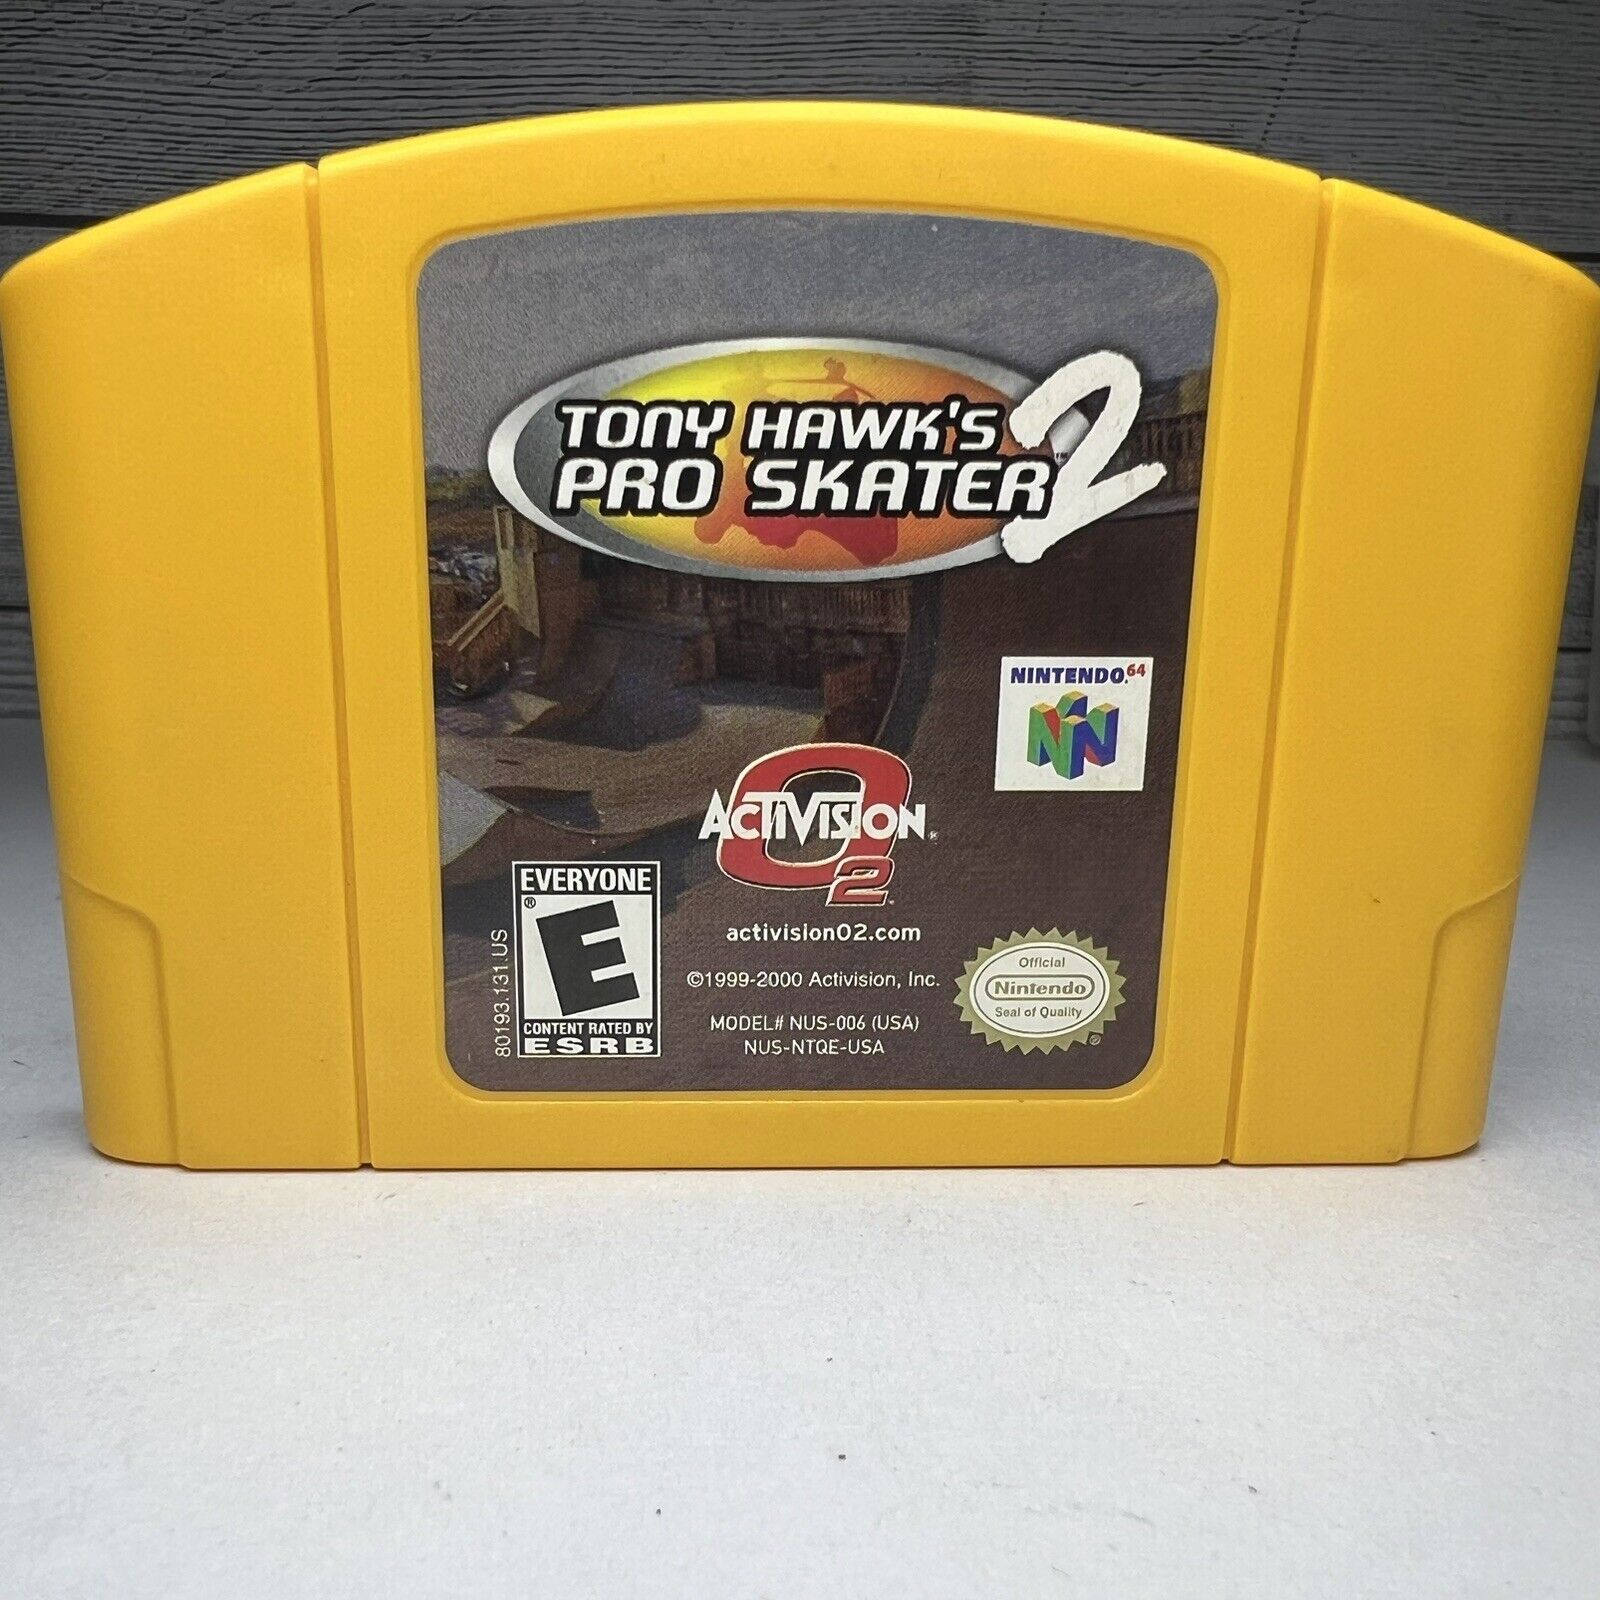 TONY HAWK'S
PRO SKATER 2
NINTENDO64
ACTIVISION®
O2
activisionO2.com
©1999-2000 Activision, Inc.
MODEL# NUS-006 (USA)
NUS-NTQE-USA
80193.131.US
EVERYONE
®
E
CONTENT RATED BY
ESRB
Official
Nintendo
Seal of Quality
®